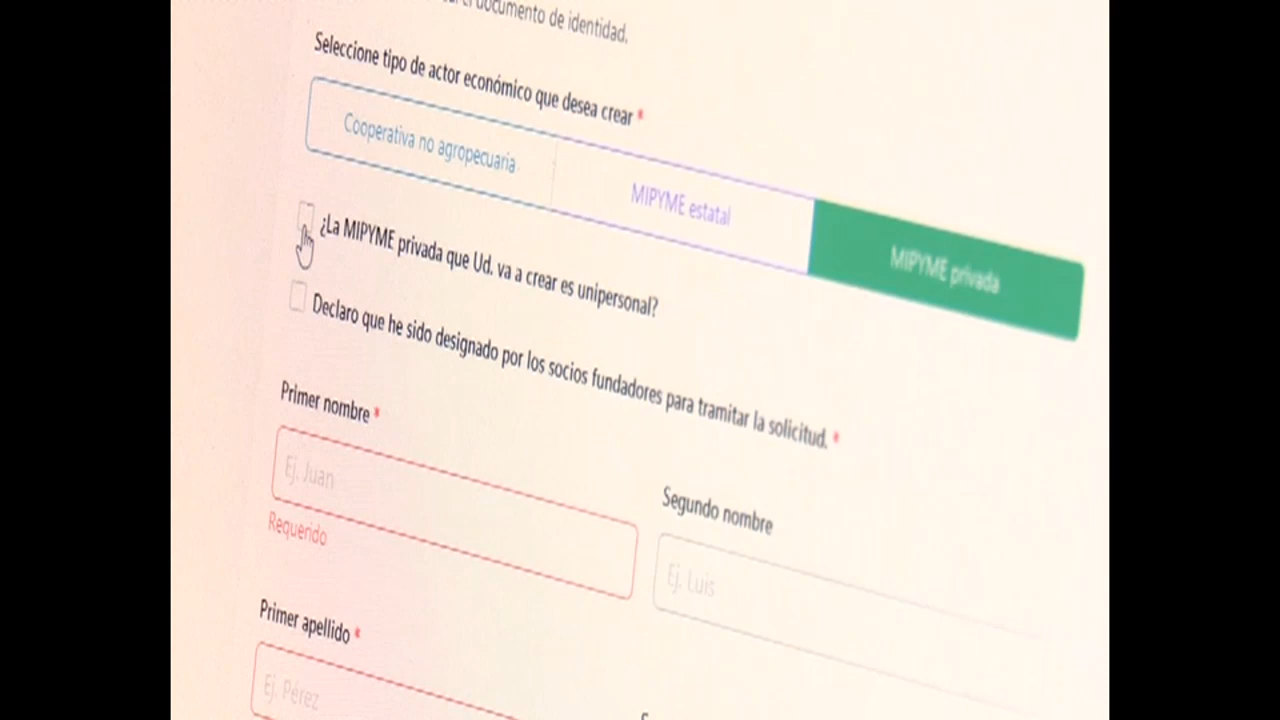 documento de identidad.
Seleccione tipo de actor económico que desea crear *
Cooperativa no agropecuaria
MIPYME estatal
MIPYME privada
¿La MIPYME privada que Ud. va a crear es unipersonal?
Declaro que he sido designado por los socios fundadores para tramitar la solicitud. *
Primer nombre *
Ej. Juan
Requerido
Segundo nombre
Ej. Luis
Primer apellido *
Ej. Pérez